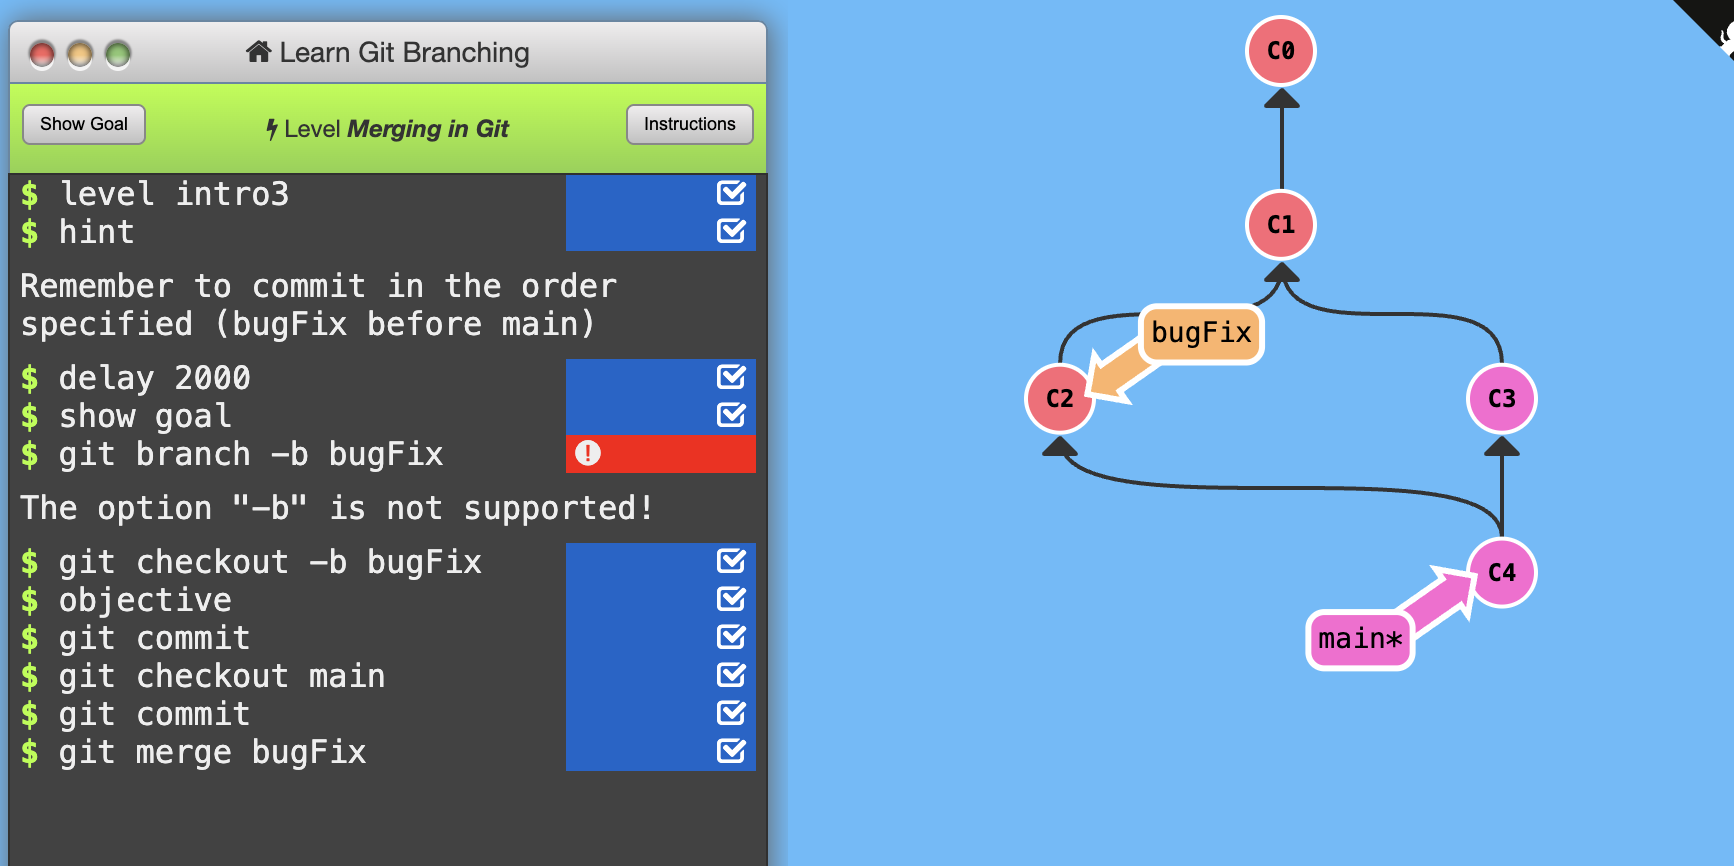 Learn Git Branching
Show Goal
Level Merging in Git
Instructions
$ level intro3
$ hint
Remember to commit in the order
specified (bugFix before main)
$ delay 2000
$ show goal
$ git branch -b bugFix
The option "-b" is not supported!
$ git checkout -b bugFix
$ objective
$ git commit
$ git checkout main
$ git commit
$ git merge bugFix
C0
C1
bugFix
C2
C3
C4
main*